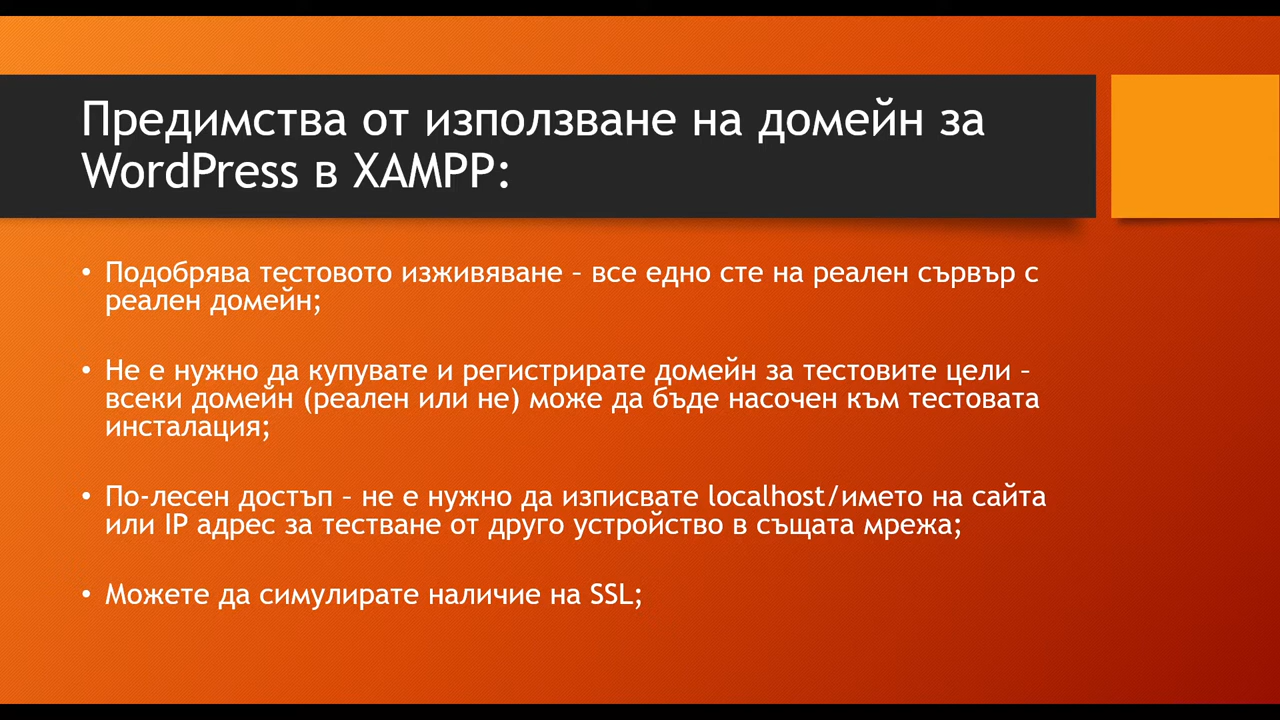 Предимства от използване на домейн за
WordPress в XAMPP:
• Подобрява тестовото изживяване – все едно сте на реален сървър с
реален домейн;
• Не е нужно да купувате и регистрирате домейн за тестовите цели –
всеки домейн (реален или не) може да бъде насочен към тестовата
инсталация;
• По-лесен достъп – не е нужно да изписвате localhost/името на сайта
или IP адрес за тестване от друго устройство в същата мрежа;
• Можете да симулирате наличие на SSL;